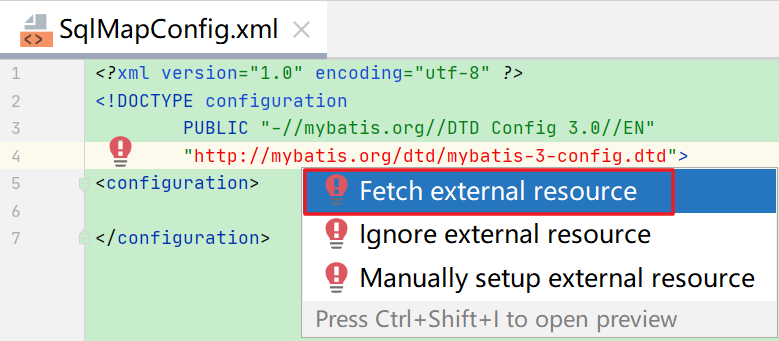 SqlMapConfig.xml
1 <?xml version="1.0" encoding="utf-8" ?>
2 <!DOCTYPE configuration
3 PUBLIC "-//mybatis.org//DTD Config 3.0//EN"
4 "http://mybatis.org/dtd/mybatis-3-config.dtd">
5 <configuration>
6
7 </configuration>
Fetch external resource
Ignore external resource
Manually setup external resource
Press Ctrl+Shift+I to open preview